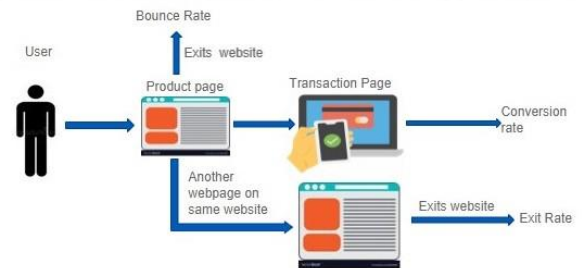 Bounce Rate
User
Exits website
Product page
Transaction Page
Conversion
rate
Another
webpage on
same website
Exits website
Exit Rate